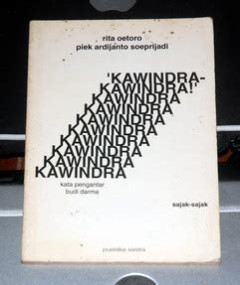 rita oetoro
piek ardijanto soeprijadi
'KAWINDRA-
KAWINDRA!'
KAWINDRA
KAWINDRA
KAWINDRA
KAWINDRA
KAWINDRA
KAWINDRA
KAWINDRA
KAWINDRA
kata pengantar
budi darma
sajak-sajak